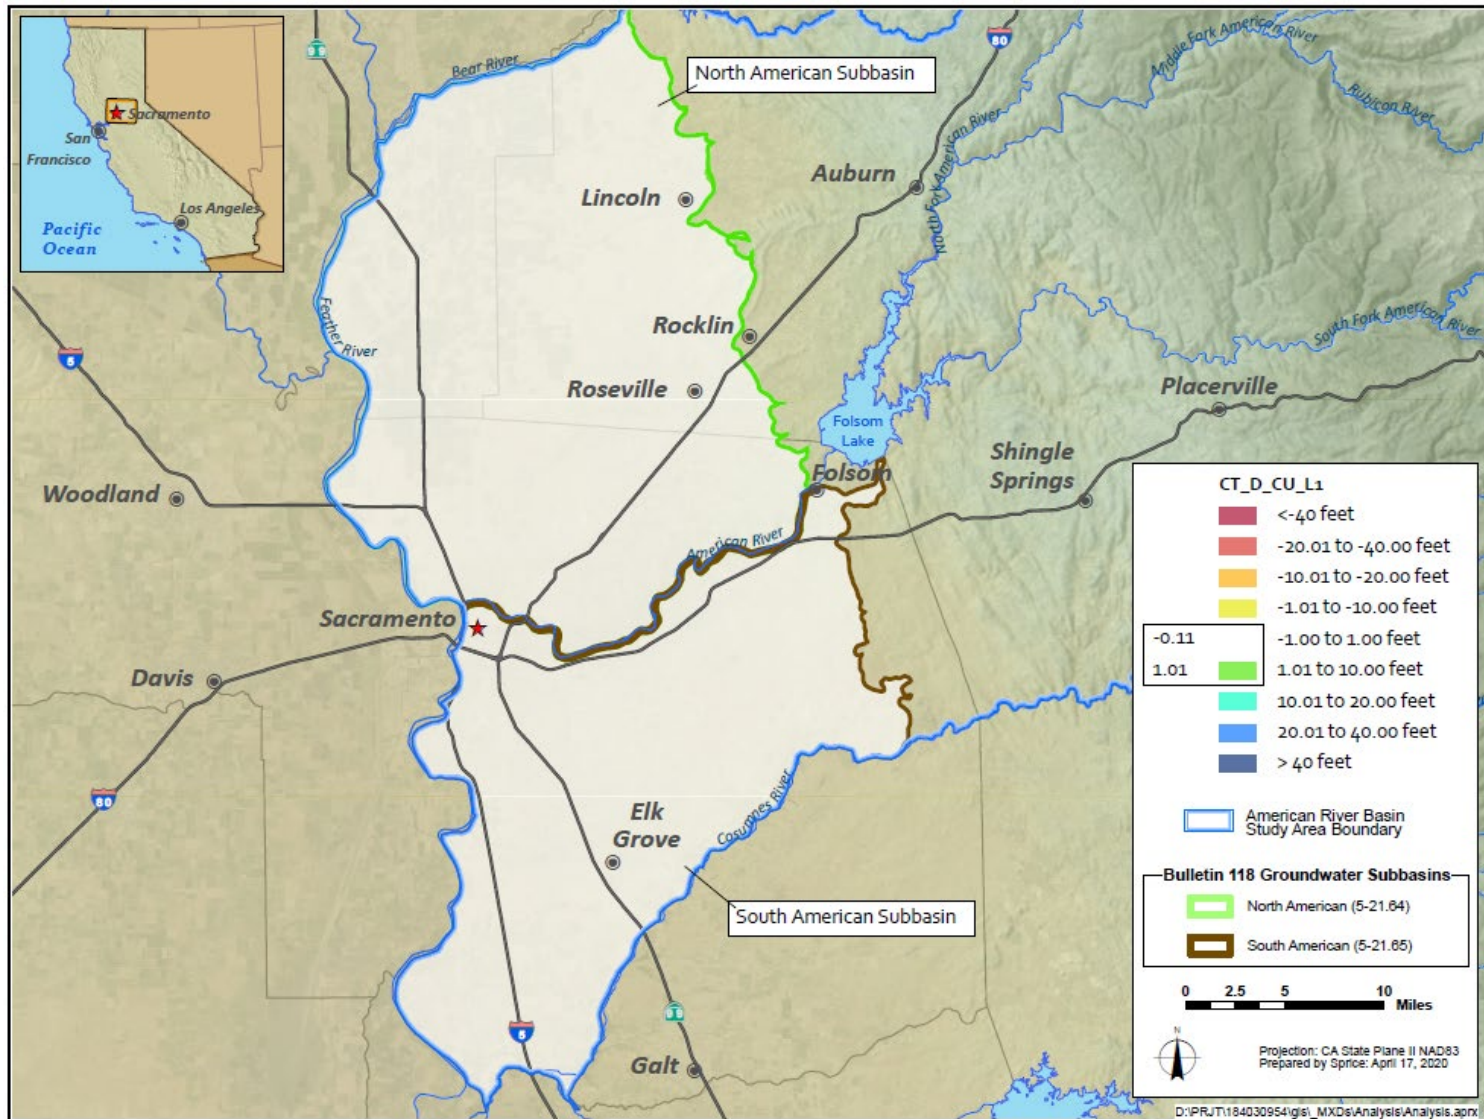 99
80
Bear River
North American Subbasin
Middle Fork American River
Rubicon River
Sacramento
San
Francisco
Los Angeles
Pacific
Ocean
Auburn
Lincoln
North Fork American River
Feather River
Rocklin
South Fork American River
5
Roseville
Placerville
Folsom
Lake
Shingle
Springs
Folsom
Woodland
American River
Sacramento
Davis
80
Elk
Grove
Cosumnes River
South American Subbasin
5
Galt
CT_D_CU_L1
<-40 feet
-20.01 to -40.00 feet
-10.01 to -20.00 feet
-1.01 to -10.00 feet
-0.11 -1.00 to 1.00 feet
1.01 1.01 to 10.00 feet
10.01 to 20.00 feet
20.01 to 40.00 feet
> 40 feet
American River Basin
Study Area Boundary
Bulletin 118 Groundwater Subbasins
North American (5-21.64)
South American (5-21.65)
0 2.5 5 10
Miles
N
Projection: CA State Plane II NAD83
Prepared by Sprice: April 17, 2020
D:\PRJT\184030954\gis\_MXDs\Analysis\Analysis.aprx